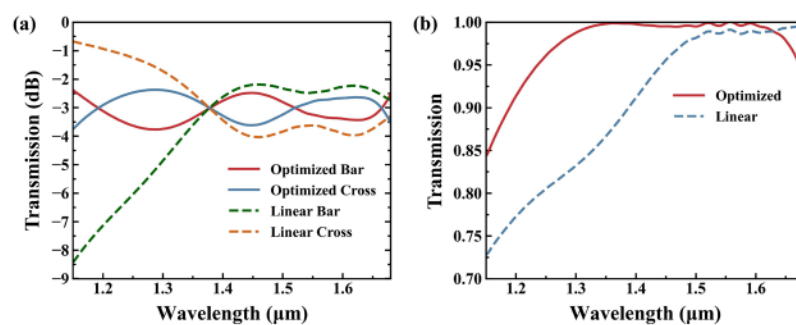 (a)
0
−1
−2
−3
−4
−5
−6
−7
−8
−9
Transmission (dB)
Optimized Bar
Optimized Cross
Linear Bar
Linear Cross
1.2 1.3 1.4 1.5 1.6
Wavelength (μm)
(b)
1.00
0.95
0.90
0.85
0.80
0.75
0.70
Transmission
Optimized
Linear
1.2 1.3 1.4 1.5 1.6
Wavelength (μm)